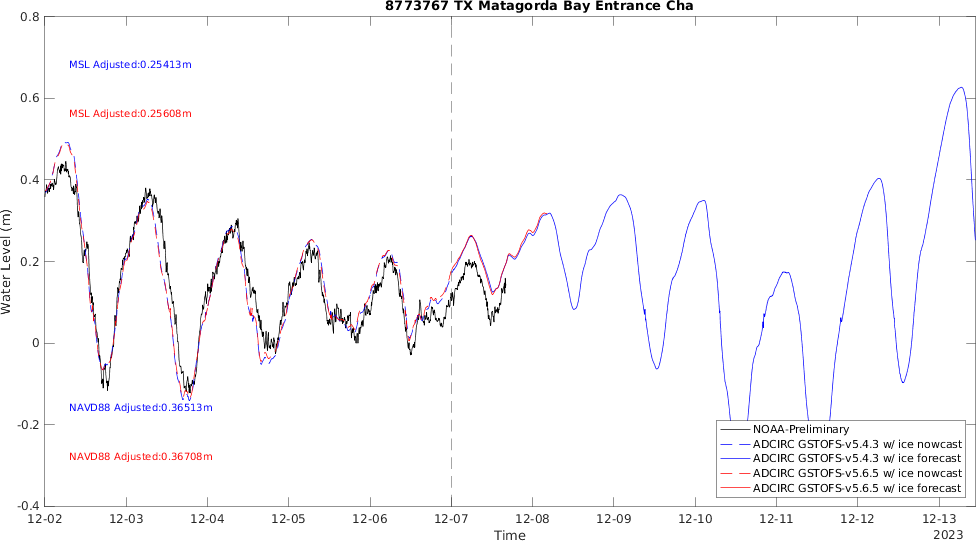 8773767 TX Matagorda Bay Entrance Cha
0.8
0.6
0.4
0.2
0
-0.2
-0.4
Water Level (m)
MSL Adjusted:0.25413m
MSL Adjusted:0.25608m
NAVD88 Adjusted:0.36513m
NAVD88 Adjusted:0.36708m
NOAA-Preliminary
ADCIRC GSTOFS-v5.4.3 w/ ice nowcast
ADCIRC GSTOFS-v5.4.3 w/ ice forecast
ADCIRC GSTOFS-v5.6.5 w/ ice nowcast
ADCIRC GSTOFS-v5.6.5 w/ ice forecast
12-02 12-03 12-04 12-05 12-06 12-07 12-08 12-09 12-10 12-11 12-12 12-13
Time
2023